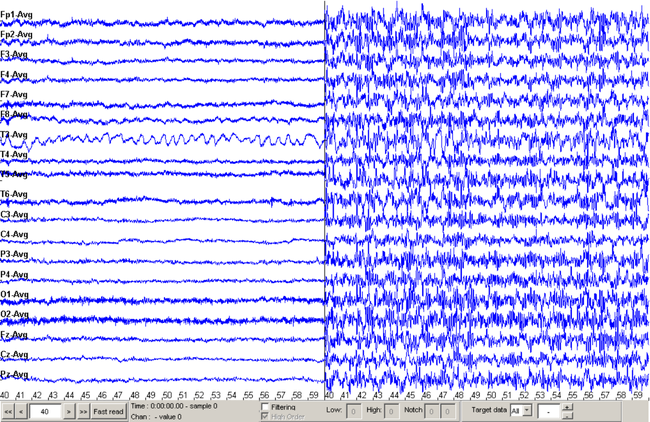 Fp1-Avg
Fp2-Avg
F3-Avg
F4-Avg
F7-Avg
F8-Avg
T3-Avg
T4-Avg
T5-Avg
T6-Avg
C3-Avg
C4-Avg
P3-Avg
P4-Avg
O1-Avg
O2-Avg
Fz-Avg
Cz-Avg
Pz-Avg
40 41 42 43 44 45 46 47 48 49 50 51 52 53 54 55 56 57 58 59 40 41 42 43 44 45 46 47 48 49 50 51 52 53 54 55 56 57 58 59
<< < 40 > >> Fast read Time : 0:00:00.00 - sample 0 Filtering Low: 0 High: 0 Notch 0 0 Target data All - + -
Chan : - value 0 High Order